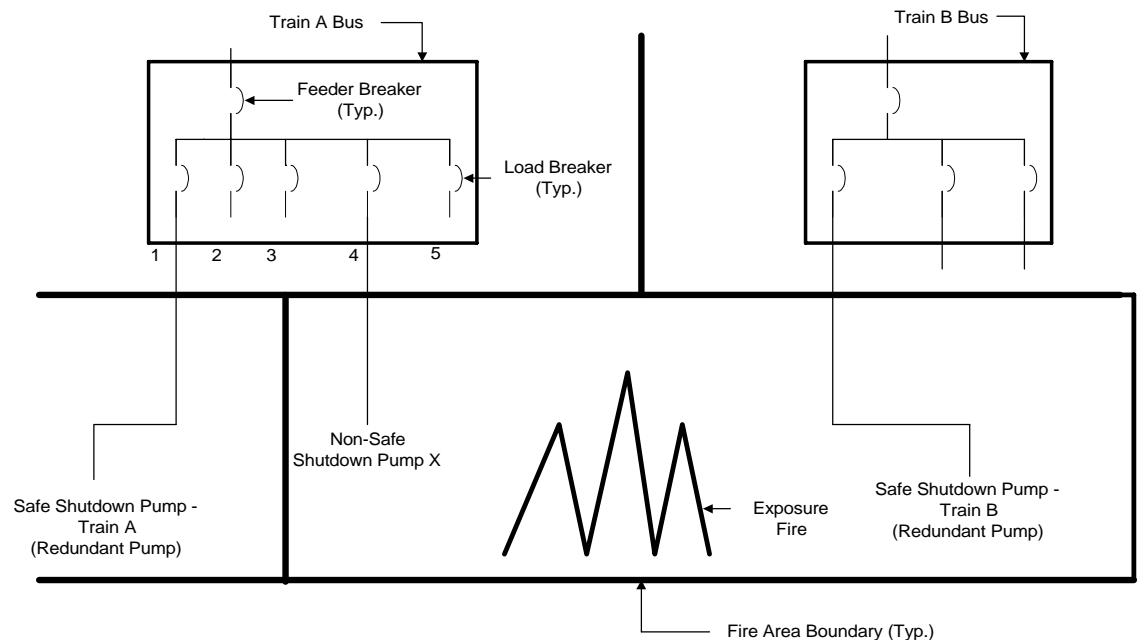 Train A Bus
Train B Bus
Feeder Breaker
(Typ.)
Load Breaker
(Typ.)
1
2
3
4
5
Non-Safe
Shutdown Pump X
Safe Shutdown Pump -
Train A
(Redundant Pump)
Exposure
Fire
Safe Shutdown Pump -
Train B
(Redundant Pump)
Fire Area Boundary (Typ.)